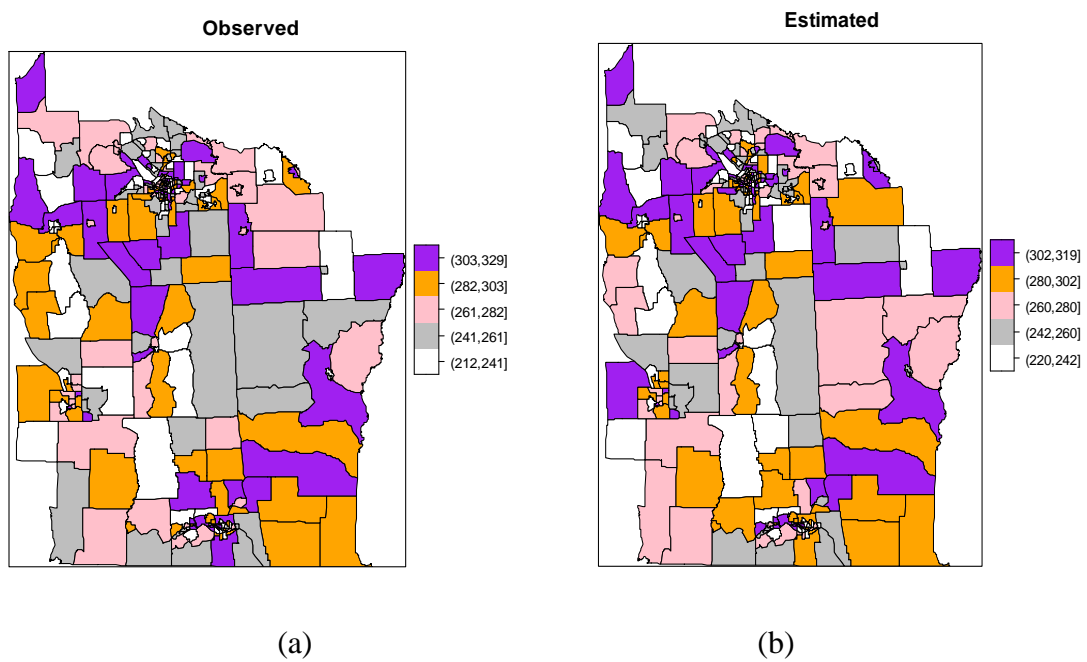 Observed
(303,329]
(282,303]
(261,282]
(241,261]
(212,241]
(a)
Estimated
(302,319]
(280,302]
(260,280]
(242,260]
(220,242]
(b)